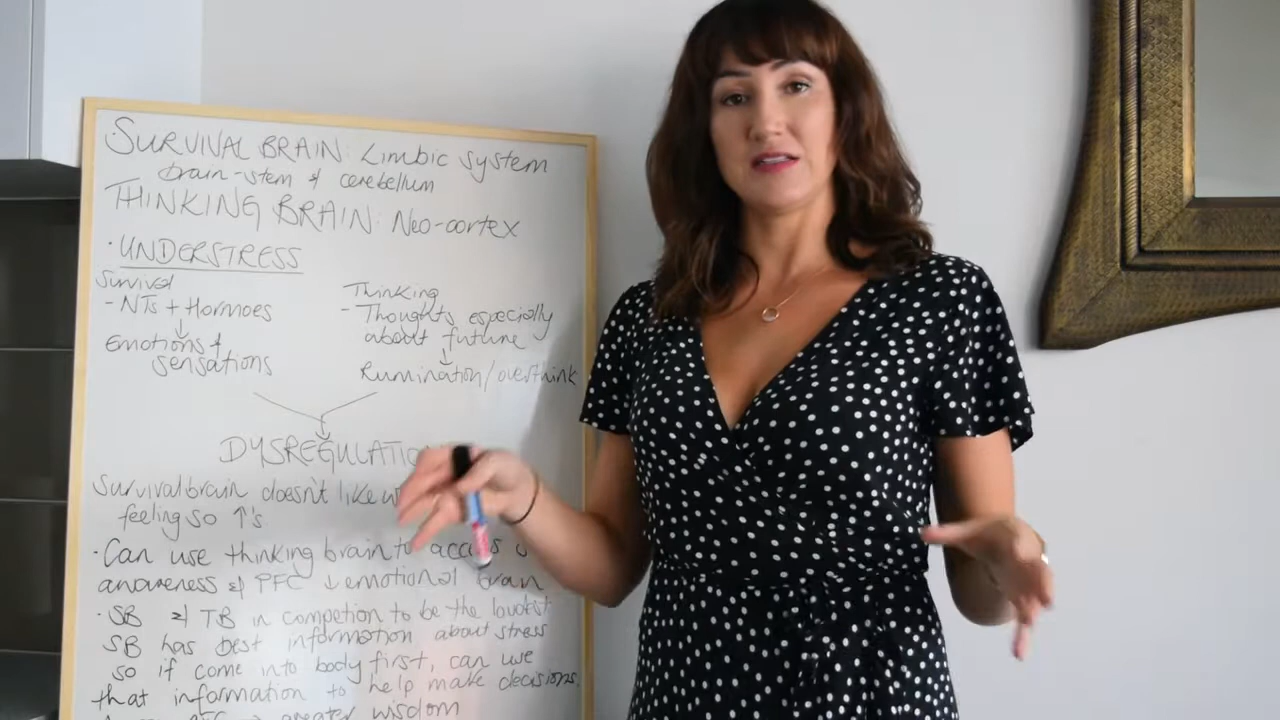 SURVIVAL BRAIN: Limbic system
brain-stem & cerebellum
THINKING BRAIN: Neo-cortex
· UNDERSTRESS
Survival
- NTs + Hormoes
↓
Emotions &
sensations
Thinking
- Thoughts especially
about future
↓
Rumination/overthink
DYSREGULATIO
Survival brain doesn't like
feeling so ↑'s
· Can use thinking brain to access
awareness & PFC ↓ emotional brain
· SB & TB in competion to be the loudest
SB has best information about stress
so if come into body first, can use
that information to help make decisions.
greater wisdom